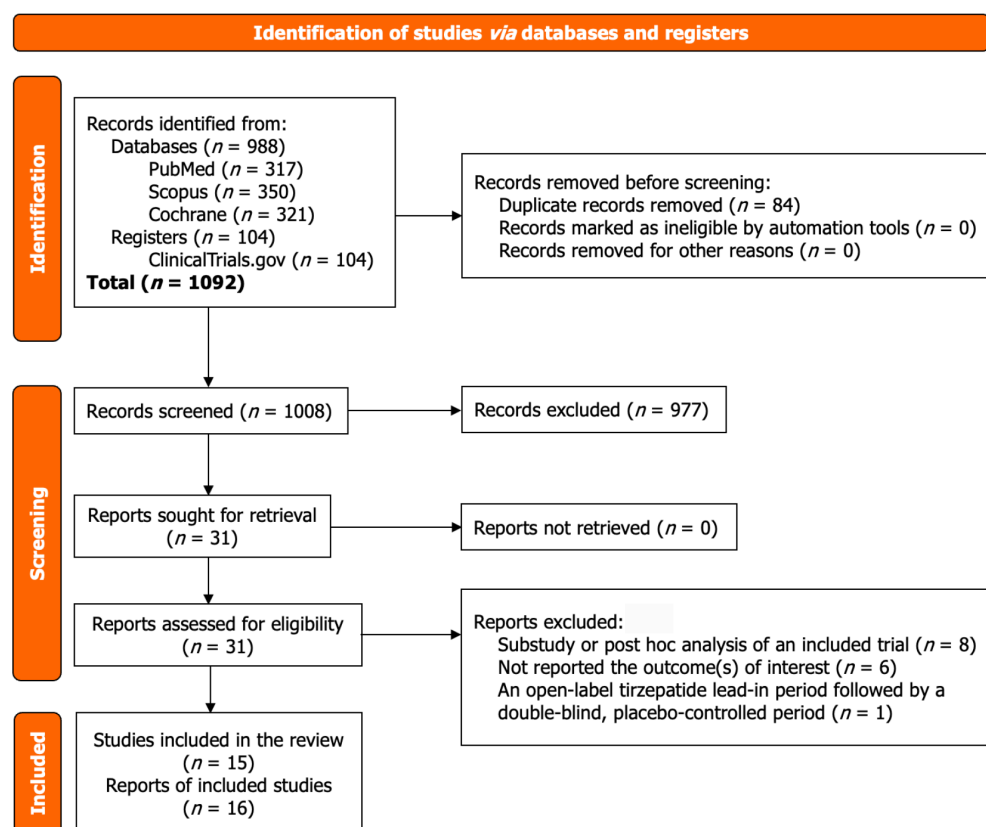 Identification of studies via databases and registers
Identification
Records identified from:
Databases (n = 988)
PubMed (n = 317)
Scopus (n = 350)
Cochrane (n = 321)
Registers (n = 104)
ClinicalTrials.gov (n = 104)
Total (n = 1092)
Records removed before screening:
Duplicate records removed (n = 84)
Records marked as ineligible by automation tools (n = 0)
Records removed for other reasons (n = 0)
Screening
Records screened (n = 1008)
Records excluded (n = 977)
Reports sought for retrieval
(n = 31)
Reports not retrieved (n = 0)
Reports assessed for eligibility
(n = 31)
Reports excluded:
Substudy or post hoc analysis of an included trial (n = 8)
Not reported the outcome(s) of interest (n = 6)
An open-label tirzepatide lead-in period followed by a
double-blind, placebo-controlled period (n = 1)
Included
Studies included in the review
(n = 15)
Reports of included studies
(n = 16)